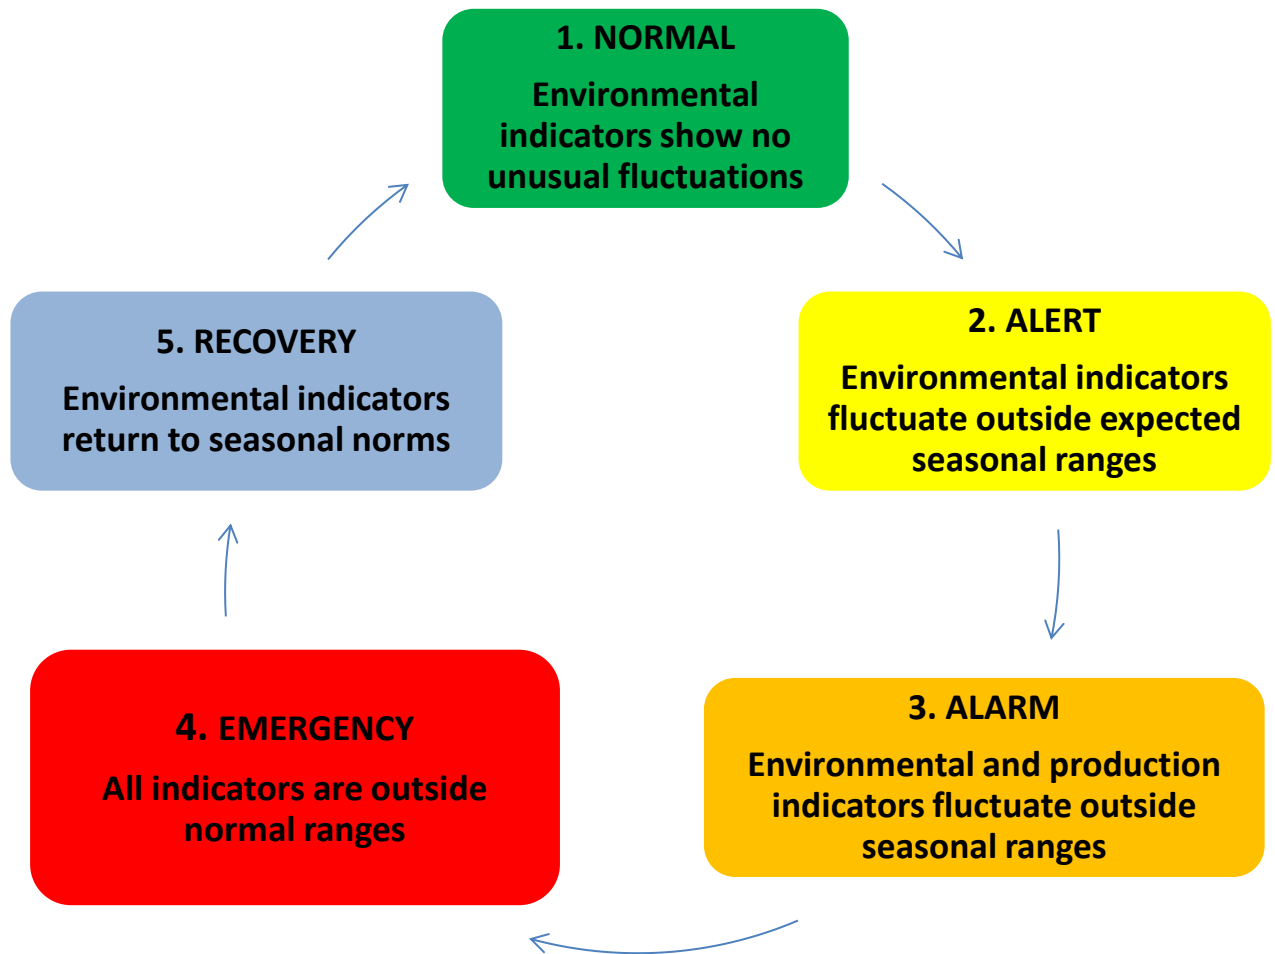 1. NORMAL
Environmental
indicators show no
unusual fluctuations
2. ALERT
Environmental indicators
fluctuate outside expected
seasonal ranges
3. ALARM
Environmental and production
indicators fluctuate outside
seasonal ranges
4. EMERGENCY
All indicators are outside
normal ranges
5. RECOVERY
Environmental indicators
return to seasonal norms